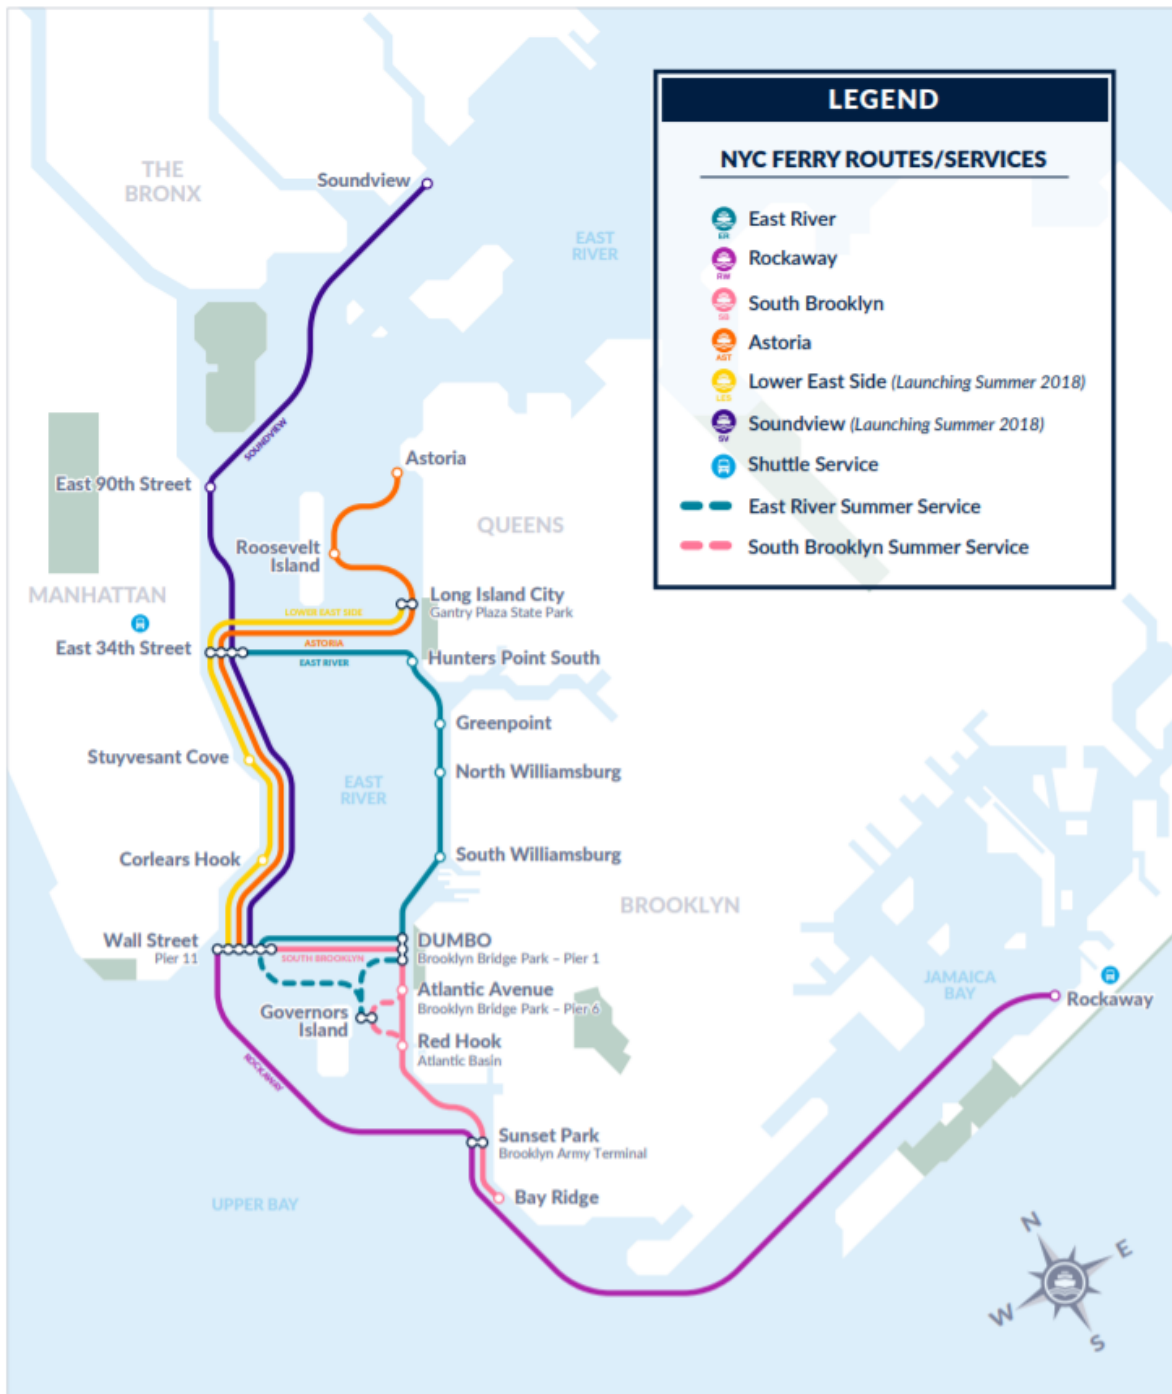 LEGEND
NYC FERRY ROUTES/SERVICES
ER
East River
RW
Rockaway
SB
South Brooklyn
AST
Astoria
LES
Lower East Side (Launching Summer 2018)
SV
Soundview (Launching Summer 2018)
Shuttle Service
East River Summer Service
South Brooklyn Summer Service
THE
BRONX
Soundview
EAST
RIVER
SOUNDVIEW
Astoria
East 90th Street
QUEENS
Roosevelt
Island
MANHATTAN
Long Island City
Gantry Plaza State Park
LOWER EAST SIDE
ASTORIA
East 34th Street
EAST RIVER
Hunters Point South
Greenpoint
Stuyvesant Cove
North Williamsburg
EAST
RIVER
Corlears Hook
South Williamsburg
BROOKLYN
Wall Street
Pier 11
SOUTH BROOKLYN
DUMBO
Brooklyn Bridge Park – Pier 1
Atlantic Avenue
Brooklyn Bridge Park – Pier 6
JAMAICA
BAY
Rockaway
Governors
Island
Red Hook
Atlantic Basin
ROCKAWAY
Sunset Park
Brooklyn Army Terminal
Bay Ridge
UPPER BAY
N
E
W
S